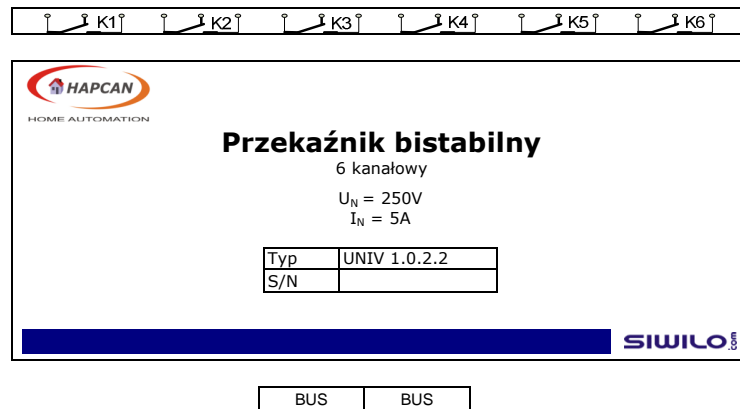 K1 K2 K3 K4 K5 K6
HAPCAN
HOME AUTOMATION
Przekaźnik bistabilny
6 kanałowy
UN = 250V
IN = 5A
Typ UNIV 1.0.2.2
S/N
SIWILO.com
BUS BUS